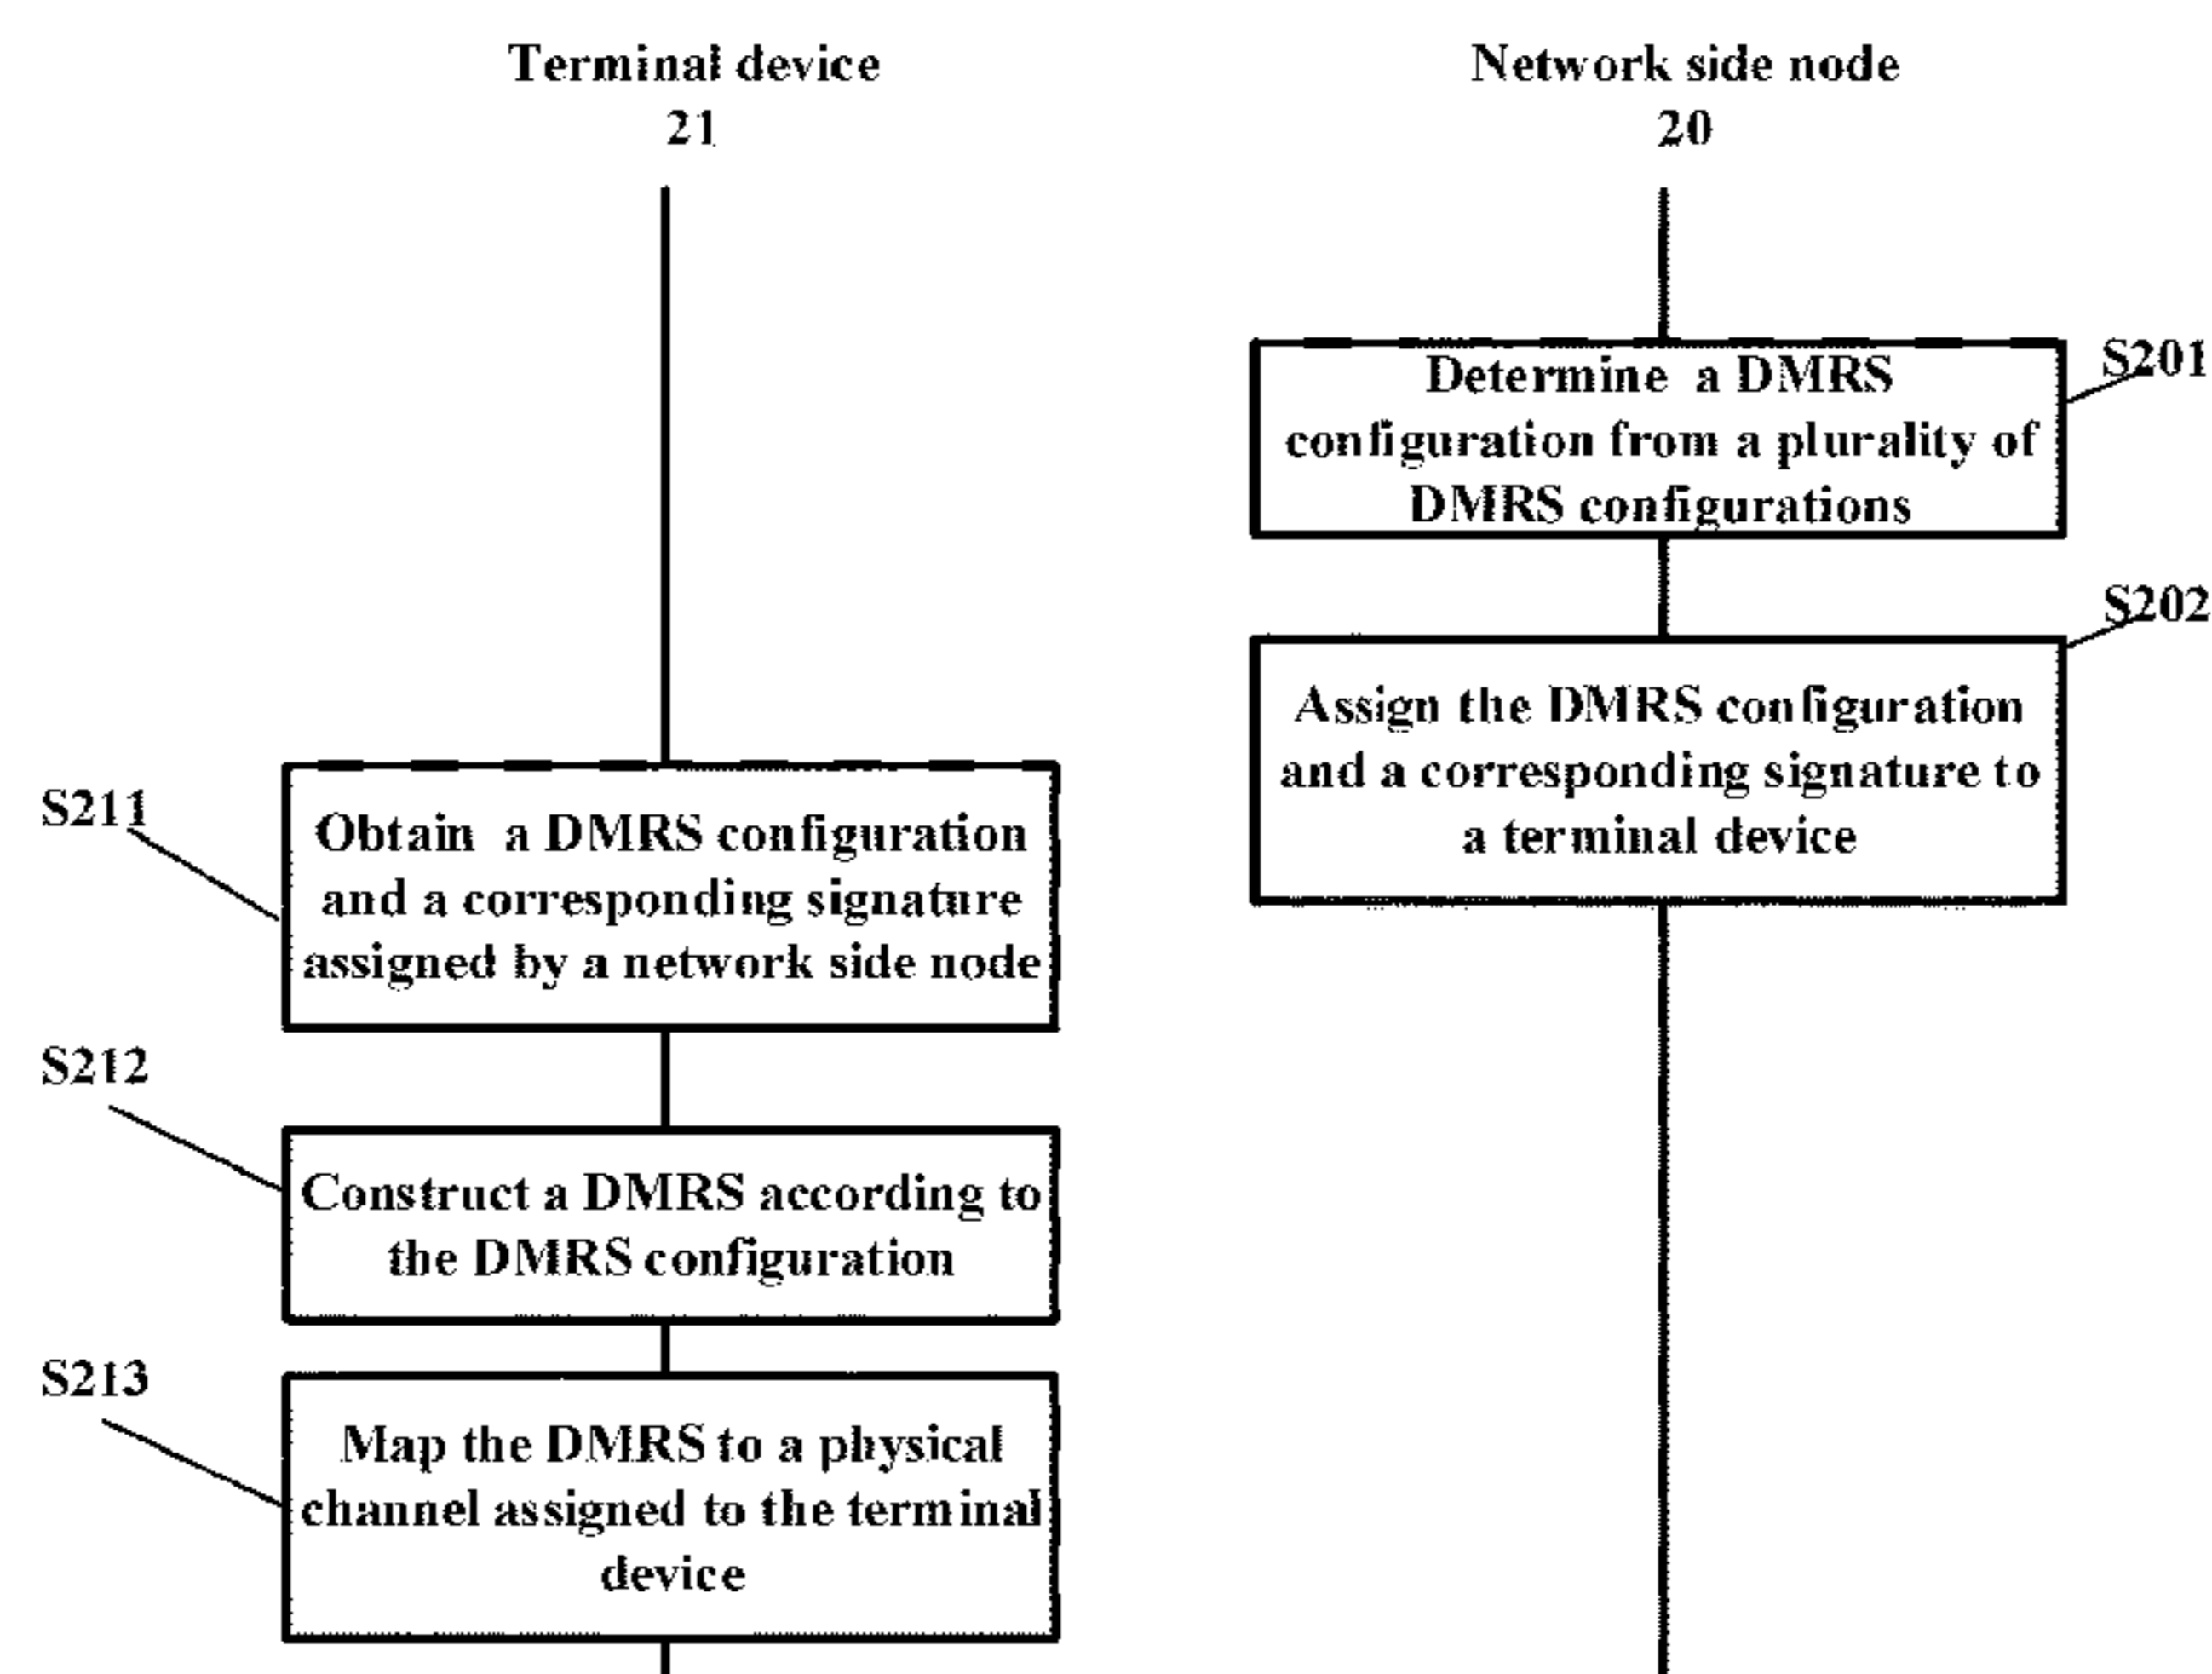 Terminal device
21
Network side node
20
Determine a DMRS
configuration from a plurality of
DMRS configurations
S201
S202
Assign the DMRS configuration
and a corresponding signature to
a terminal device
S211
Obtain a DMRS configuration
and a corresponding signature
assigned by a network side node
S212
Construct a DMRS according to
the DMRS configuration
S213
Map the DMRS to a physical
channel assigned to the terminal
device